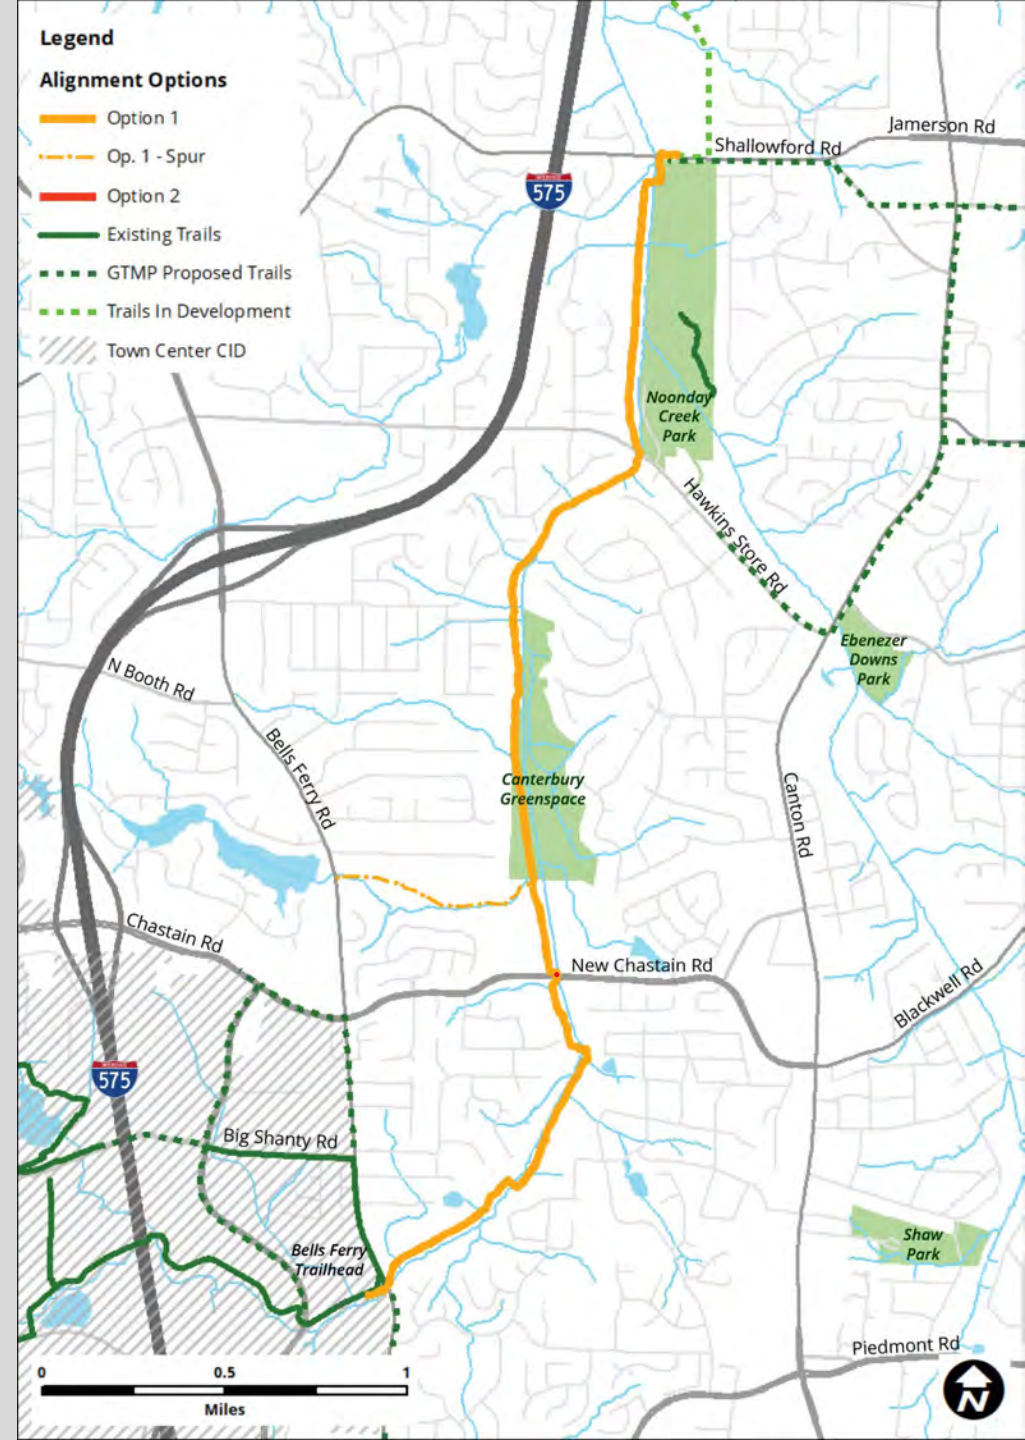 Legend
Alignment Options
Option 1
Op. 1 - Spur
Option 2
Existing Trails
GTMP Proposed Trails
Trails In Development
Town Center CID
Jamerson Rd
Shallowford Rd
575
Noonday
Creek
Park
Hawkins Store Rd
Ebenezer
Downs
Park
N Booth Rd
Bells Ferry Rd
Canterbury
Greenspace
Canton Rd
Chastain Rd
New Chastain Rd
Blackwell Rd
575
Big Shanty Rd
Bells Ferry
Trailhead
Shaw
Park
Piedmont Rd
0 0.5 1
Miles
N